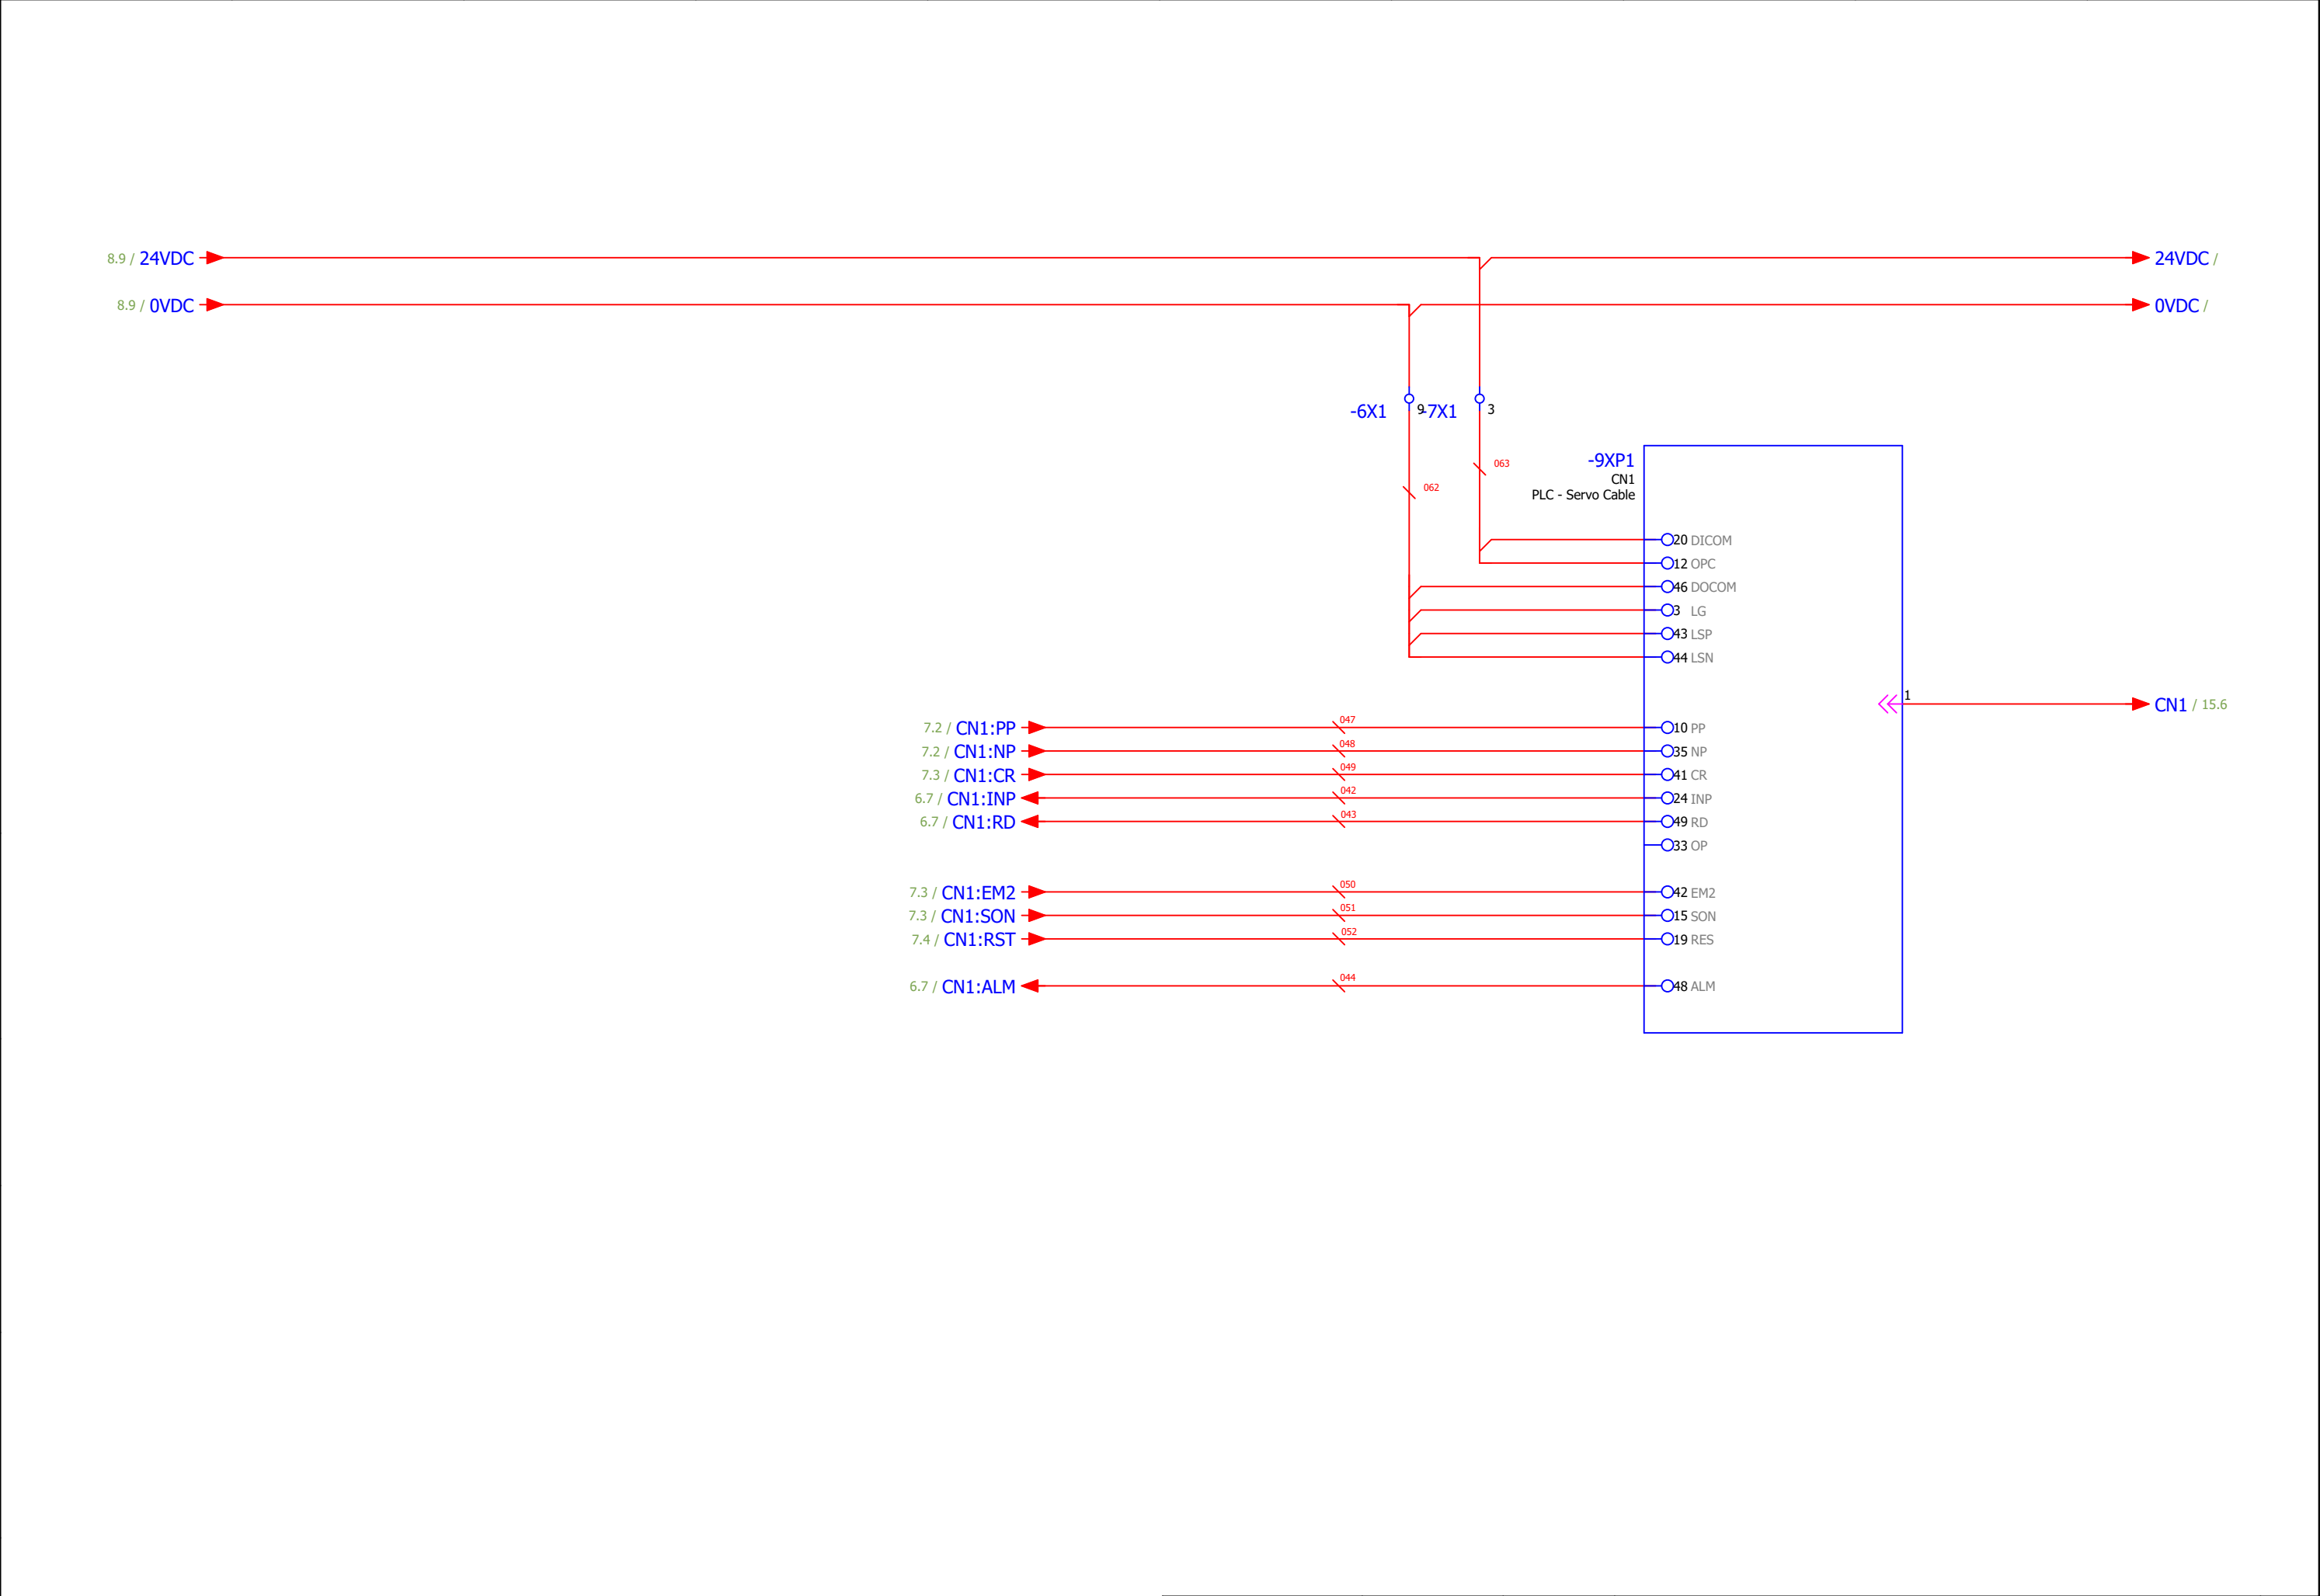 8.9 / 24VDC
24VDC /
8.9 / 0VDC
0VDC /
-6X1 9
-7X1 3
063
062
-9XP1
CN1
PLC - Servo Cable
20 DICOM
12 OPC
46 DOCOM
3 LG
43 LSP
44 LSN
1
CN1 / 15.6
7.2 / CN1:PP 047 10 PP
7.2 / CN1:NP 048 35 NP
7.3 / CN1:CR 049 41 CR
6.7 / CN1:INP 042 24 INP
6.7 / CN1:RD 043 49 RD
33 OP
7.3 / CN1:EM2 050 42 EM2
7.3 / CN1:SON 051 15 SON
7.4 / CN1:RST 052 19 RES
6.7 / CN1:ALM 044 48 ALM